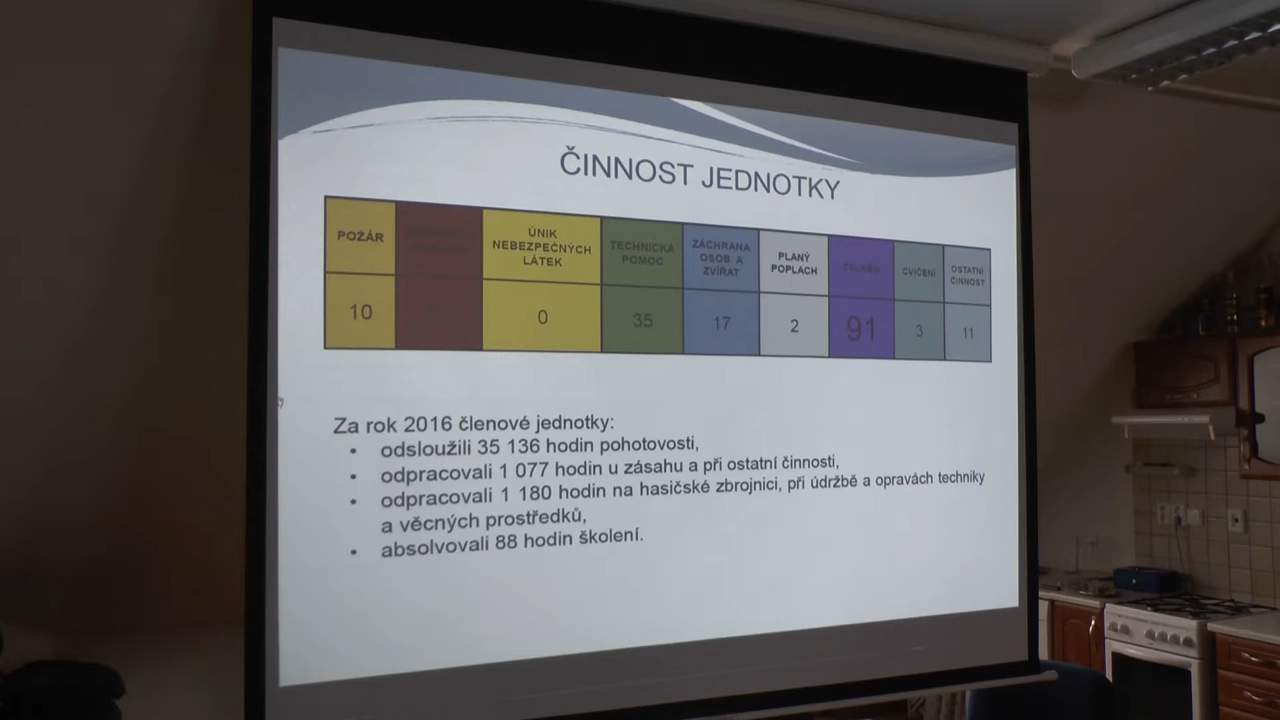 ČINNOST JEDNOTKY
POŽÁR
ÚNIK
NEBEZPEČNÝCH
LÁTEK
TECHNICKÁ
POMOC
ZÁCHRANA
OSOB A
ZVÍŘAT
PLANÝ
POPLACH
CELKEM
CVIČENÍ
OSTATNÍ
ČINNOST
10
0
35
17
2
91
3
11
Za rok 2016 členové jednotky:
• odsloužili 35 136 hodin pohotovosti,
• odpracovali 1 077 hodin u zásahu a při ostatní činnosti,
• odpracovali 1 180 hodin na hasičské zbrojnici, při údržbě a opravách techniky
a věcných prostředků,
• absolvovali 88 hodin školení.